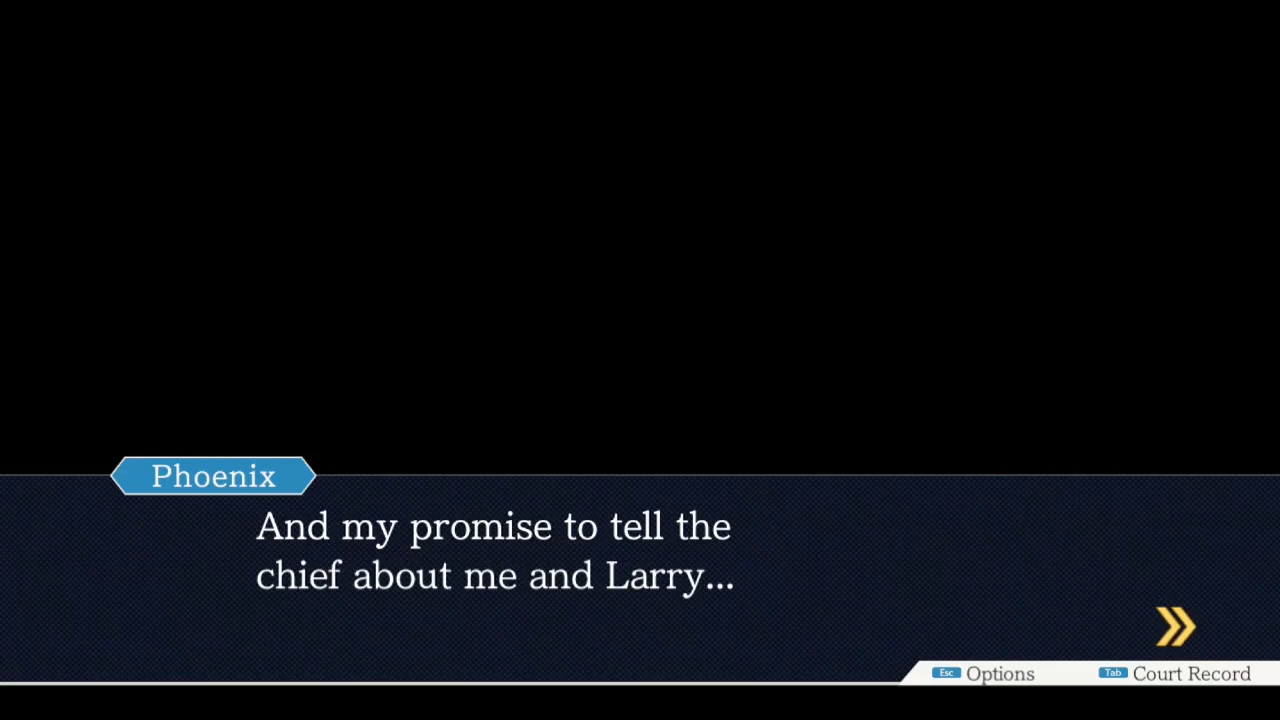 Phoenix
And my promise to tell the
chief about me and Larry...
Esc Options Tab Court Record